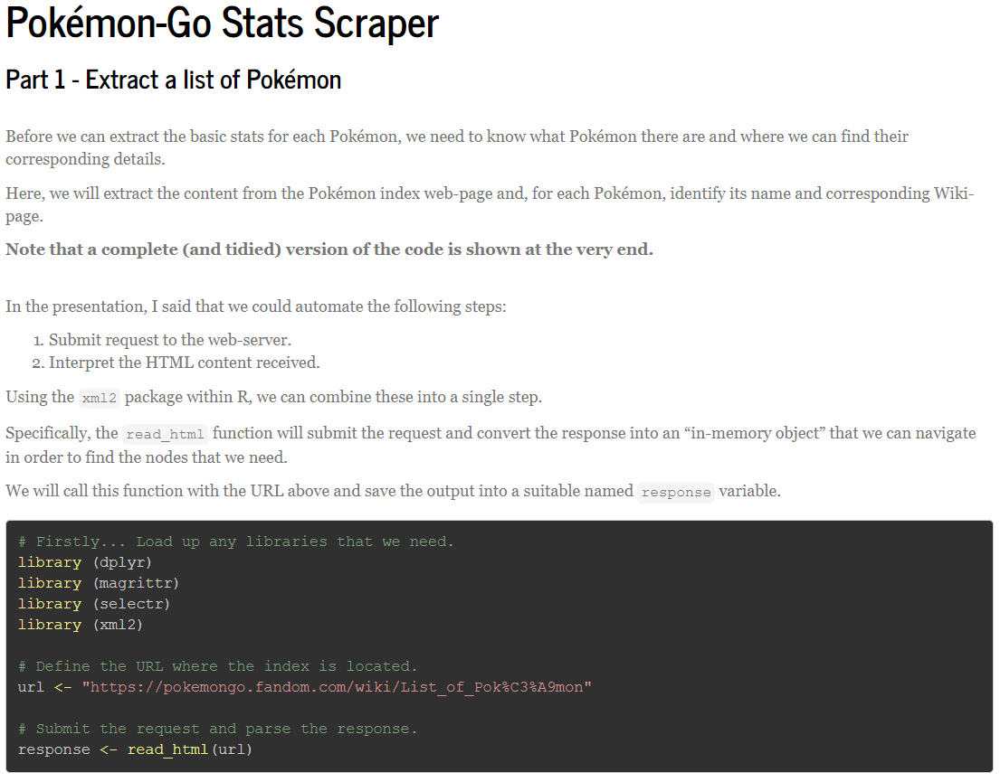 Pokémon-Go Stats Scraper
Part 1 - Extract a list of Pokémon
Before we can extract the basic stats for each Pokémon, we need to know what Pokémon there are and where we can find their
corresponding details.
Here, we will extract the content from the Pokémon index web-page and, for each Pokémon, identify its name and corresponding Wiki-
page.
Note that a complete (and tidied) version of the code is shown at the very end.
In the presentation, I said that we could automate the following steps:
1. Submit request to the web-server.
2. Interpret the HTML content received.
Using the xml2 package within R, we can combine these into a single step.
Specifically, the read_html function will submit the request and convert the response into an “in-memory object” that we can navigate
in order to find the nodes that we need.
We will call this function with the URL above and save the output into a suitable named response variable.
# Firstly... Load up any libraries that we need.
library (dplyr)
library (magrittr)
library (selectr)
library (xml2)
# Define the URL where the index is located.
url <- "https://pokemongo.fandom.com/wiki/List_of_Pok%C3%A9mon"
# Submit the request and parse the response.
response <- read_html(url)